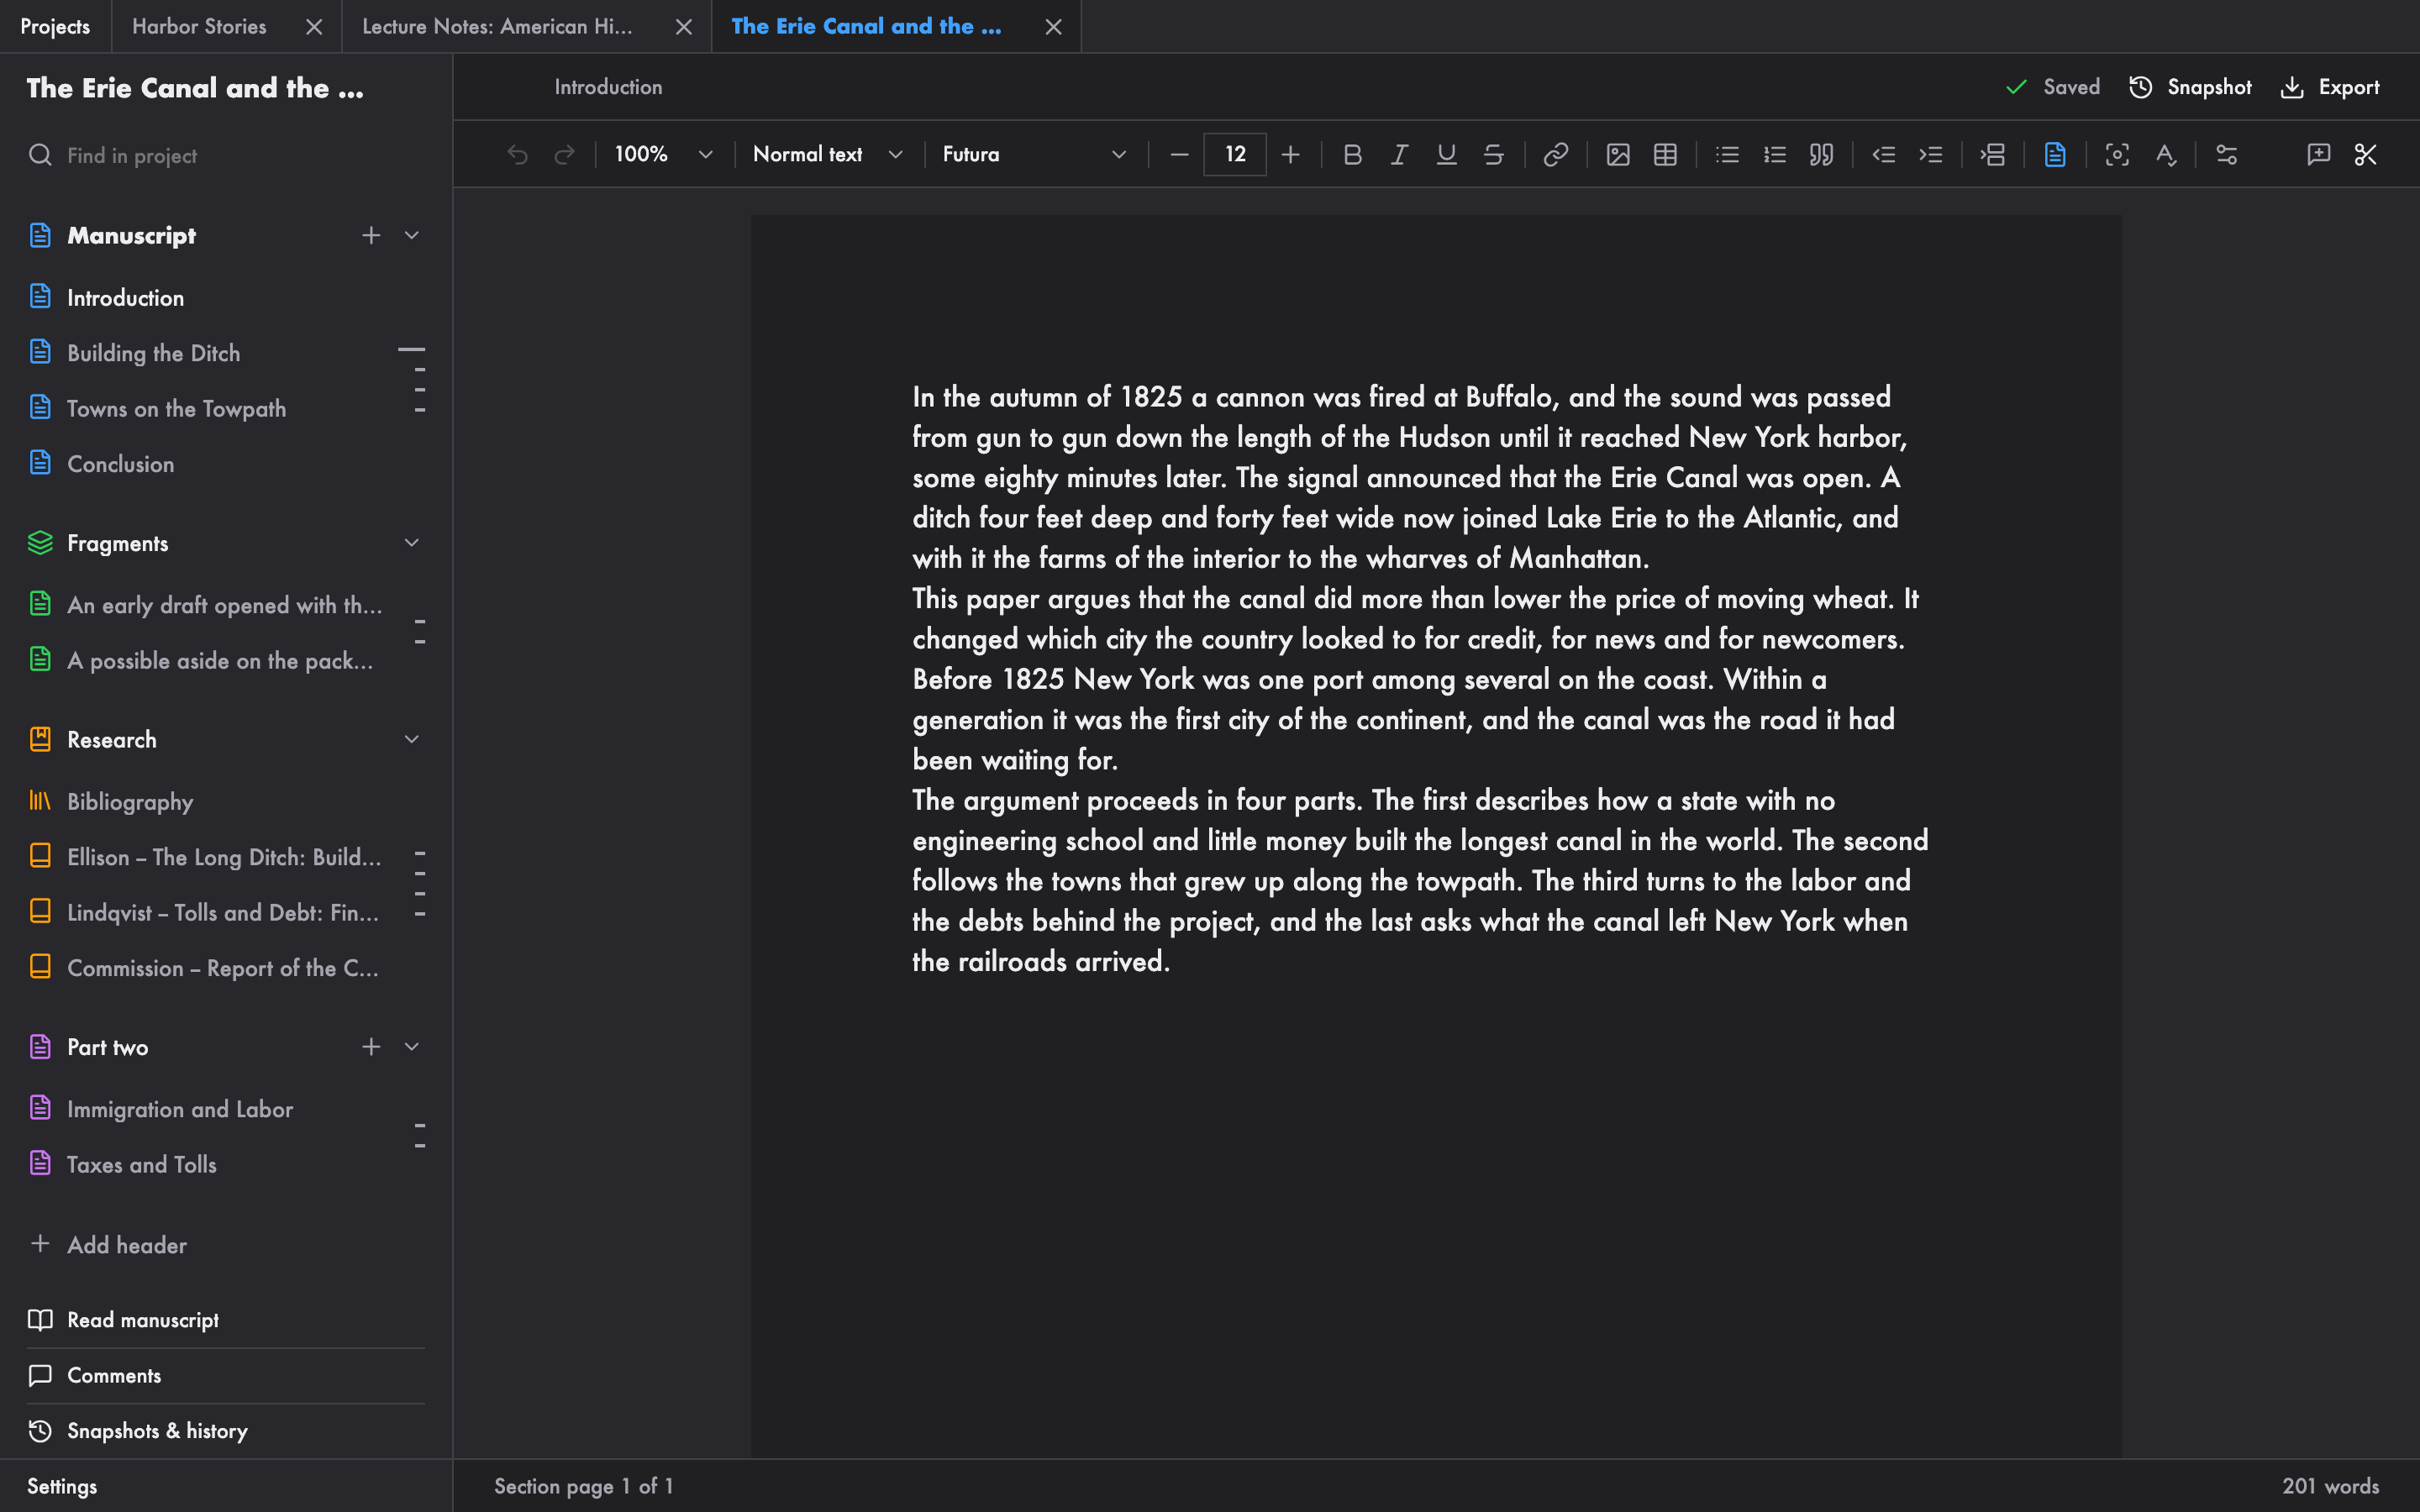 Projects
Harbor Stories
Lecture Notes: American Hi...
The Erie Canal and the ...
The Erie Canal and the ...
Find in project
Manuscript
Introduction
Building the Ditch
Towns on the Towpath
Conclusion
Fragments
An early draft opened with th...
A possible aside on the pack...
Research
Bibliography
Ellison – The Long Ditch: Build...
Lindqvist – Tolls and Debt: Fin...
Commission – Report of the C...
Part two
Immigration and Labor
Taxes and Tolls
Add header
Read manuscript
Comments
Snapshots & history
Settings
Introduction
Saved
Snapshot
Export
100%
Normal text
Futura
12
In the autumn of 1825 a cannon was fired at Buffalo, and the sound was passed
from gun to gun down the length of the Hudson until it reached New York harbor,
some eighty minutes later. The signal announced that the Erie Canal was open. A
ditch four feet deep and forty feet wide now joined Lake Erie to the Atlantic, and
with it the farms of the interior to the wharves of Manhattan.
This paper argues that the canal did more than lower the price of moving wheat. It
changed which city the country looked to for credit, for news and for newcomers.
Before 1825 New York was one port among several on the coast. Within a
generation it was the first city of the continent, and the canal was the road it had
been waiting for.
The argument proceeds in four parts. The first describes how a state with no
engineering school and little money built the longest canal in the world. The second
follows the towns that grew up along the towpath. The third turns to the labor and
the debts behind the project, and the last asks what the canal left New York when
the railroads arrived.
Section page 1 of 1
201 words